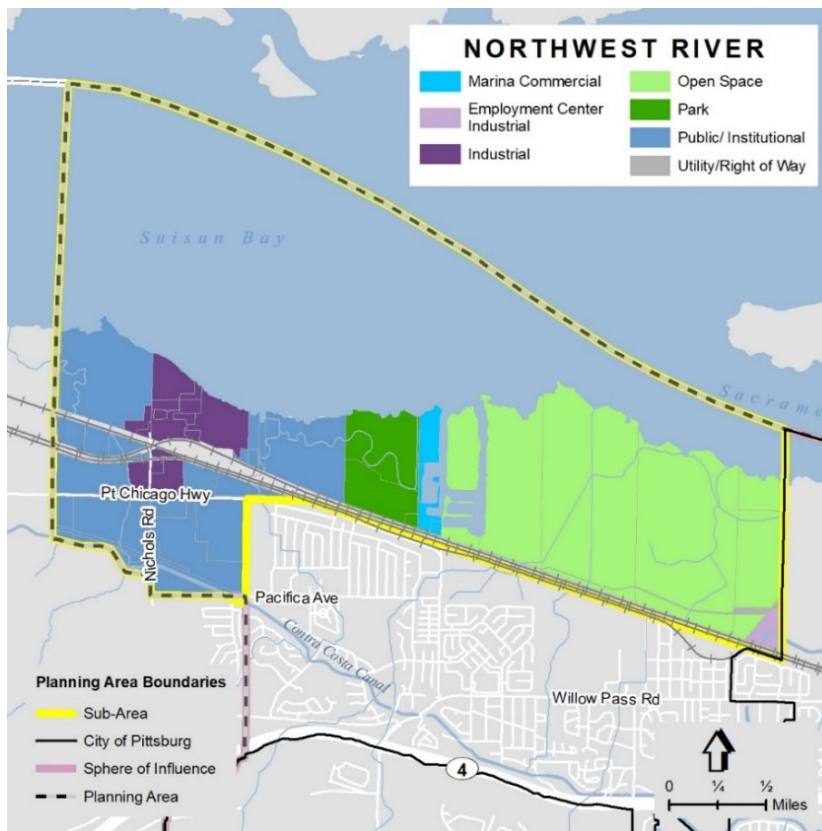 NORTHWEST RIVER
Marina Commercial
Employment Center
Industrial
Industrial
Open Space
Park
Public/ Institutional
Utility/Right of Way
Suisun Bay
Sacrame
Pt Chicago Hwy
Nichols Rd
Pacifica Ave
Contra Costa Canal
Willow Pass Rd
4
Planning Area Boundaries
Sub-Area
City of Pittsburg
Sphere of Influence
Planning Area
0 ¼ ½
Miles